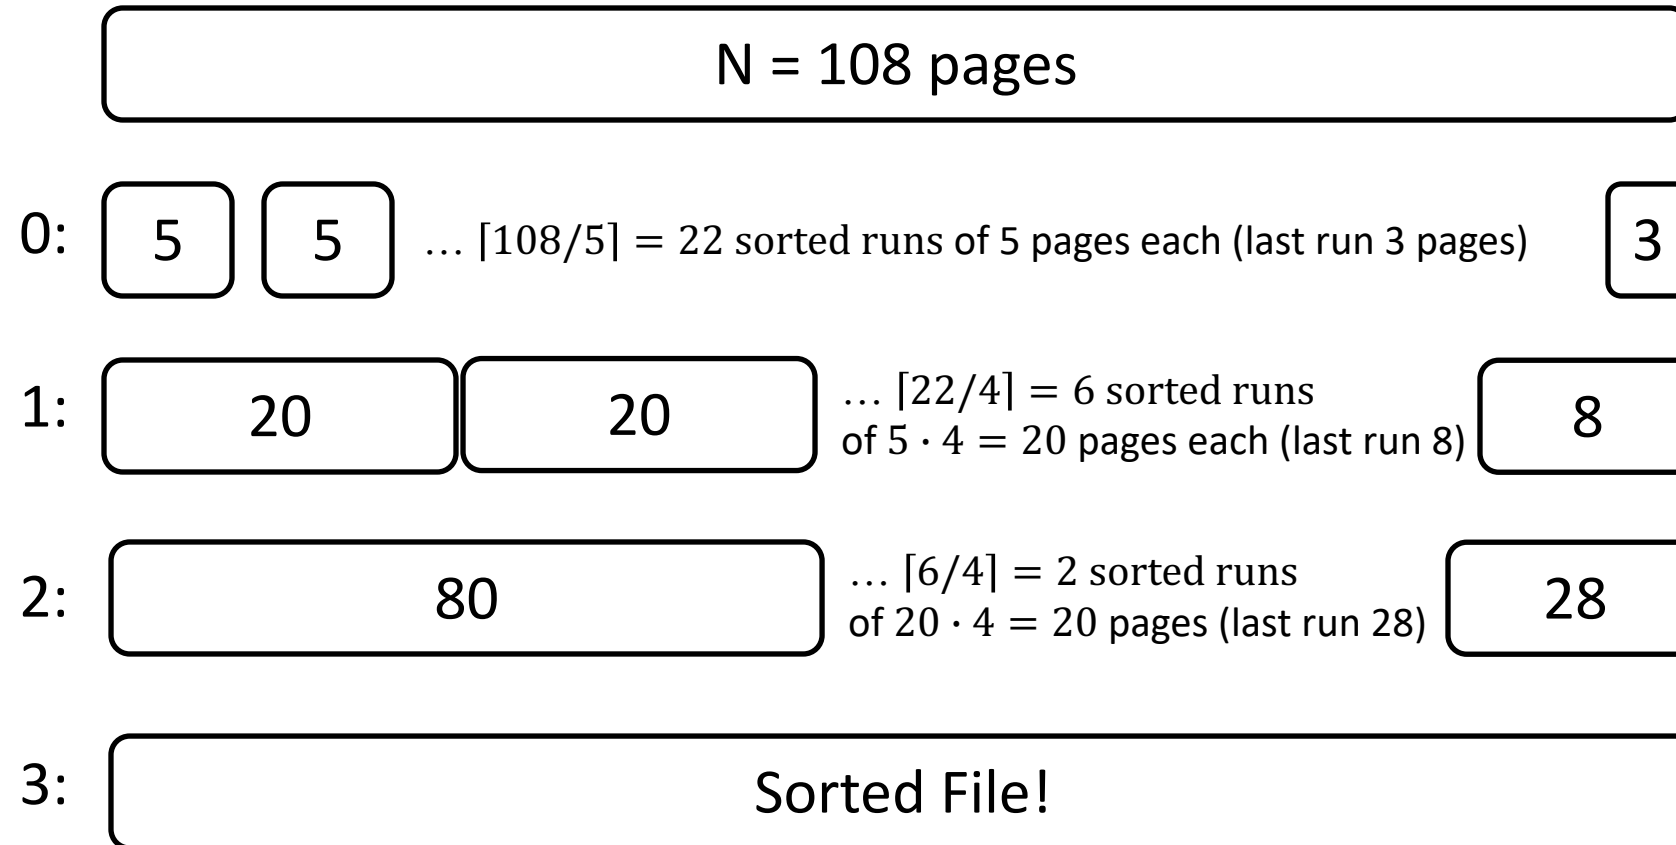 N = 108 pages
0: 5 5 … ⌈108/5⌉ = 22 sorted runs of 5 pages each (last run 3 pages) 3
1: 20 20 … ⌈22/4⌉ = 6 sorted runs
of 5 · 4 = 20 pages each (last run 8) 8
2: 80 … ⌈6/4⌉ = 2 sorted runs
of 20 · 4 = 20 pages (last run 28) 28
3: Sorted File!